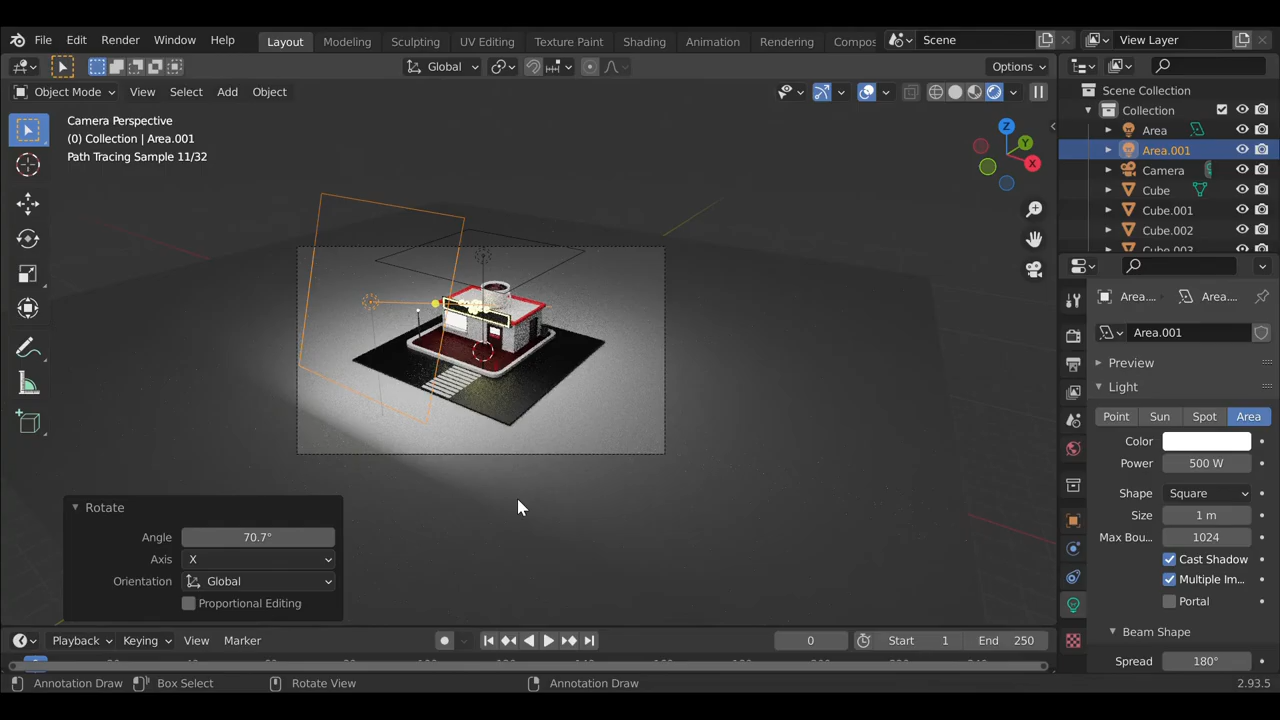 File Edit Render Window Help Layout Modeling Sculpting UV Editing Texture Paint Shading Animation Rendering Compos Scene View Layer
Global Options
Object Mode View Select Add Object
Camera Perspective
(0) Collection | Area.001
Path Tracing Sample 11/32
Z
Y
X
Scene Collection
Collection
Area
Area.001
Camera
Cube
Cube.001
Cube.002
Cube.003
Area... Area...
Area.001
Preview
Light
Point Sun Spot Area
Color
Power 500 W
Shape Square
Size 1 m
Max Bou... 1024
Cast Shadow
Multiple Im...
Portal
Beam Shape
Spread 180°
Rotate
Angle 70.7°
Axis X
Orientation Global
Proportional Editing
Playback Keying View Marker 0 Start 1 End 250
Annotation Draw Box Select Rotate View Annotation Draw 2.93.5